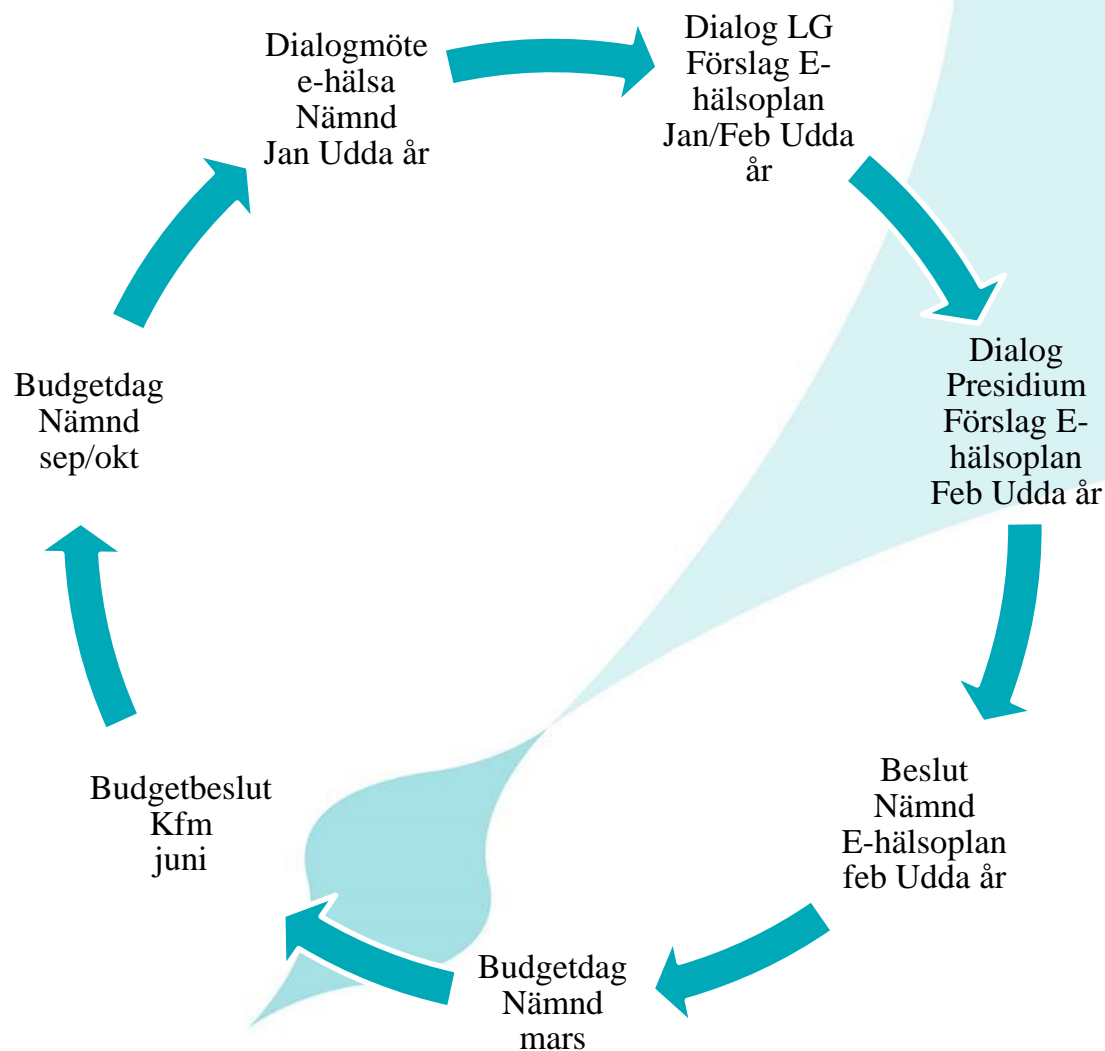 Dialogmöte
e-hälsa
Nämnd
Jan Udda år
Dialog LG
Förslag E-
hälsoplan
Jan/Feb Udda
år
Dialog
Presidium
Förslag E-
hälsoplan
Feb Udda år
Beslut
Nämnd
E-hälsoplan
feb Udda år
Budgetdag
Nämnd
mars
Budgetbeslut
Kfm
juni
Budgetdag
Nämnd
sep/okt